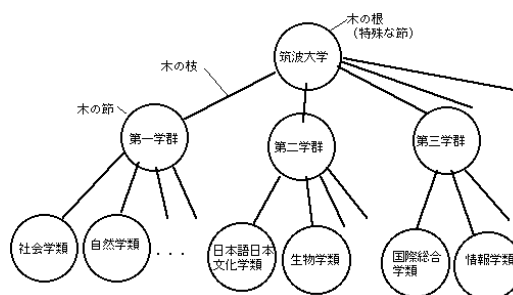 木の根
（特殊な節）
筑波大学
木の枝
木の節
第一学群
第二学群
第三学群
社会学類
自然学類
...
日本語日本
文化学類
生物学類
国際総合
学類
情報学類